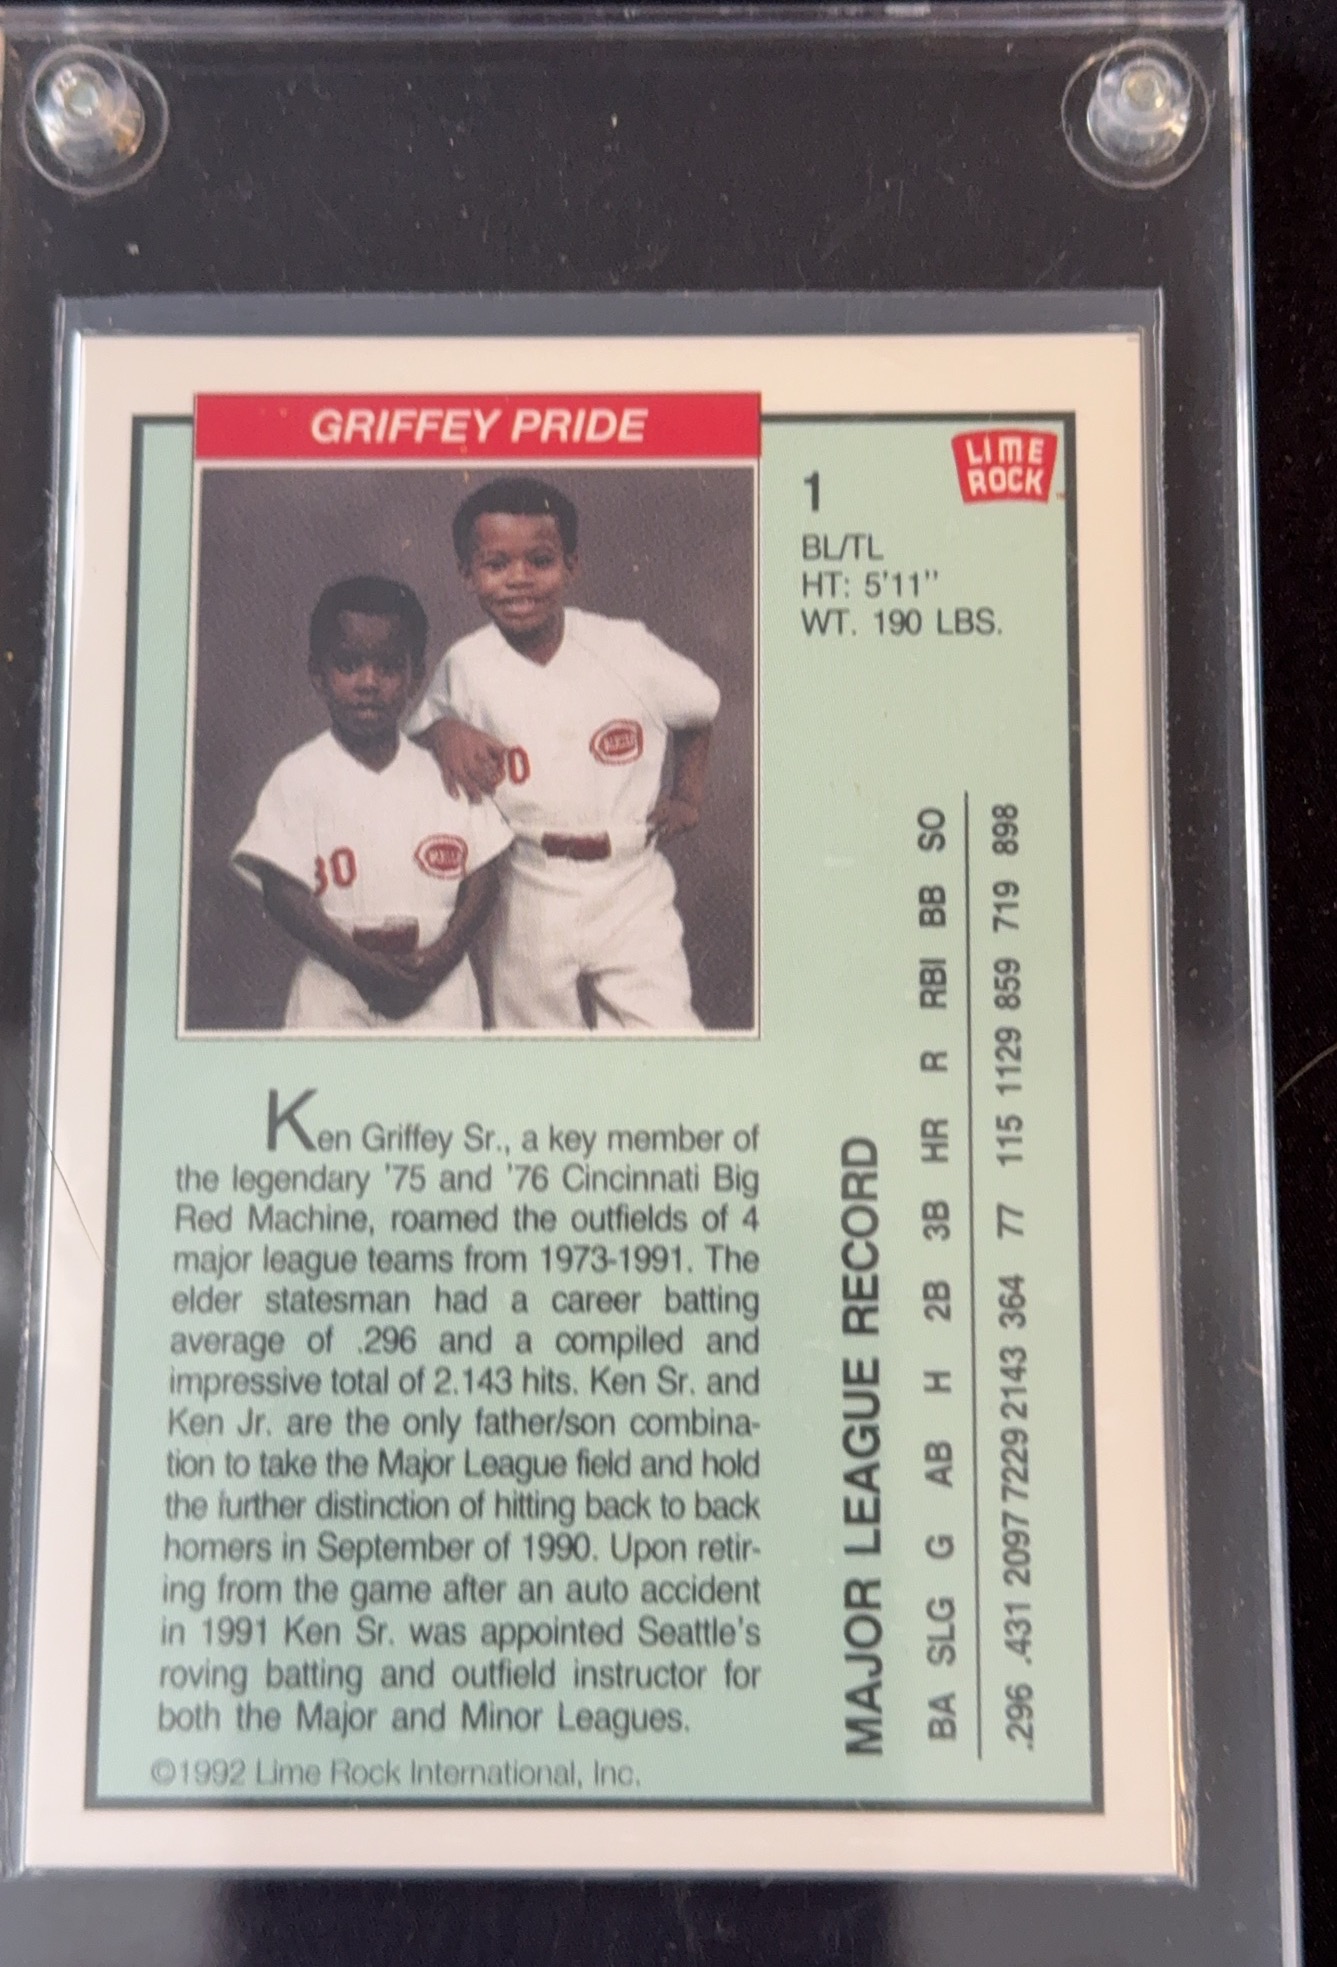 GRIFFEY PRIDE
LIME
ROCK
1
BL/TL
HT: 5'11"
WT. 190 LBS.
30
REDS
30
REDS
Ken Griffey Sr., a key member of
the legendary '75 and '76 Cincinnati Big
Red Machine, roamed the outfields of 4
major league teams from 1973-1991. The
elder statesman had a career batting
average of .296 and a compiled and
impressive total of 2.143 hits. Ken Sr. and
Ken Jr. are the only father/son combina-
tion to take the Major League field and hold
the further distinction of hitting back to back
homers in September of 1990. Upon retir-
ing from the game after an auto accident
in 1991 Ken Sr. was appointed Seattle's
roving batting and outfield instructor for
both the Major and Minor Leagues.
©1992 Lime Rock International, Inc.
MAJOR LEAGUE RECORD
BA SLG G AB H 2B 3B HR R RBI BB SO
.296 .431 2097 7229 2143 364 77 115 1129 859 719 898